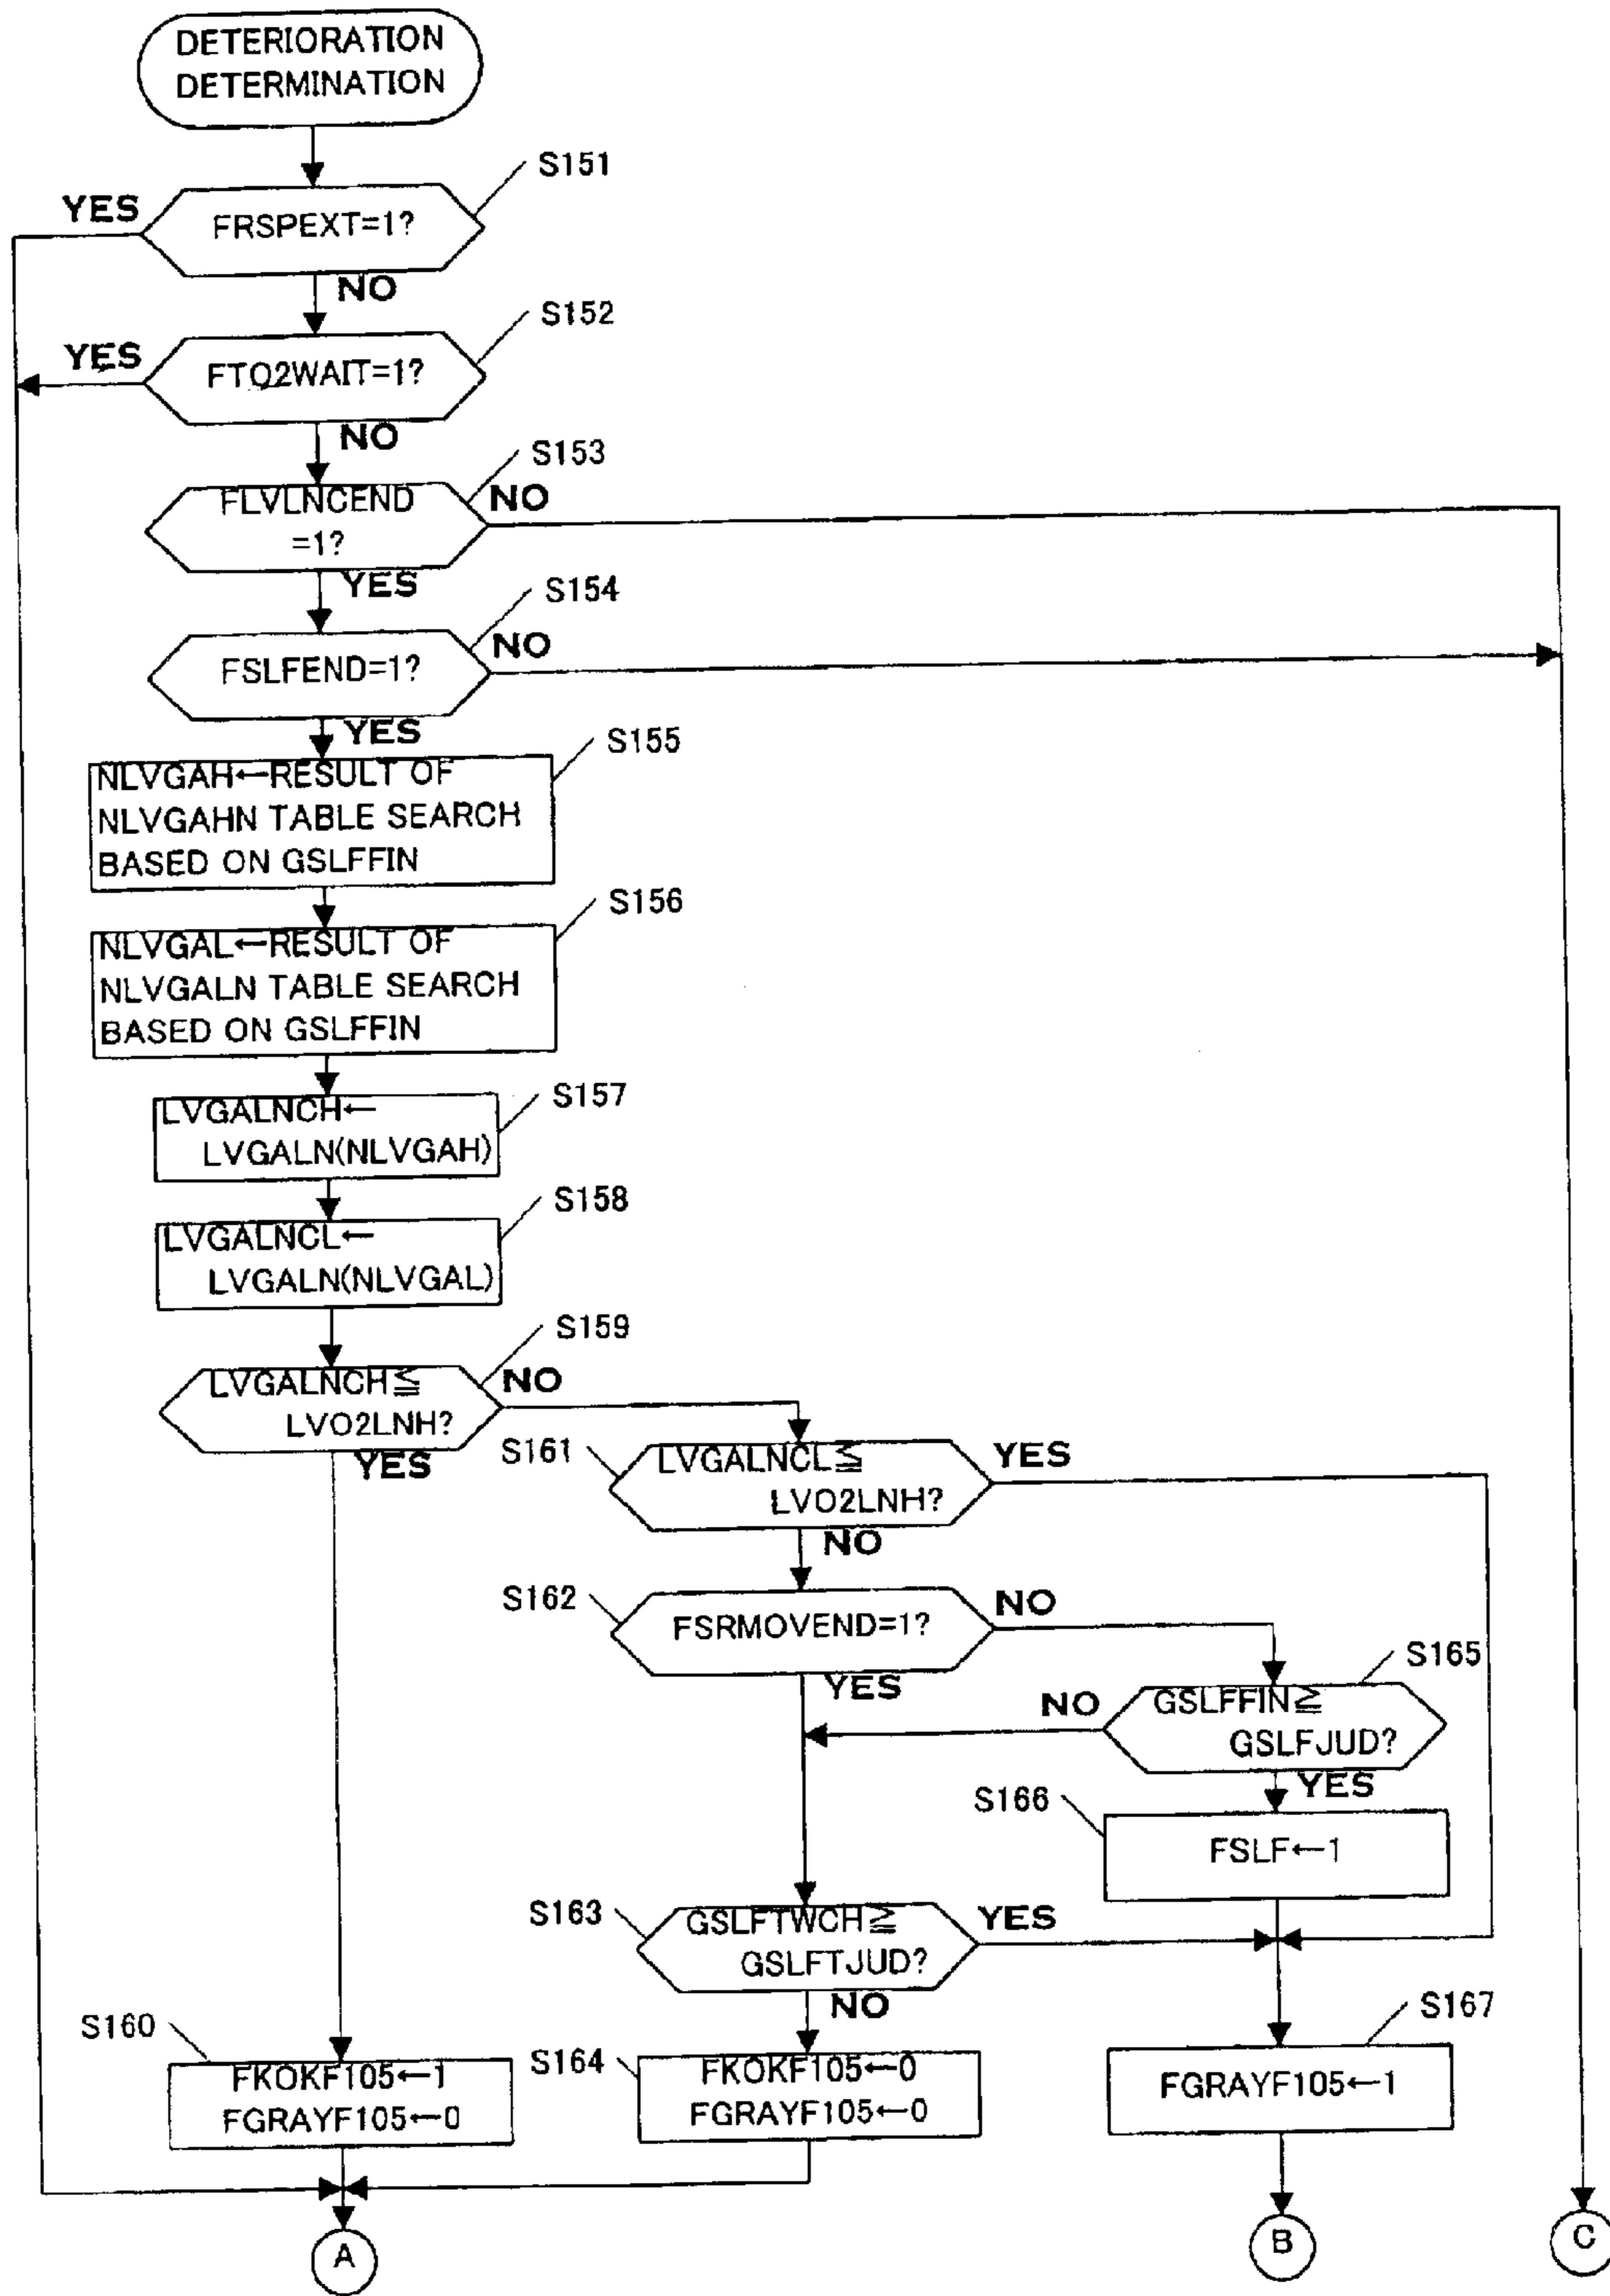 DETERIORATION
DETERMINATION
S151
YES
FRSPEXT=1?
NO
S152
YES
FTO2WAIT=1?
NO
S153
FLVLNCEND
=1?
NO
YES
S154
FSLFEND=1?
NO
YES
S155
NLVGAH←RESULT OF
NLVGAHN TABLE SEARCH
BASED ON GSLFFIN
S156
NLVGAL←RESULT OF
NLVGALN TABLE SEARCH
BASED ON GSLFFIN
S157
LVGALNCH←
LVGALN(NLVGAH)
S158
LVGALNCL←
LVGALN(NLVGAL)
S159
LVGALNCH≦
LVO2LNH?
NO
YES
S161
LVGALNCL≦
LVO2LNH?
YES
NO
S162
FSRMOVEND=1?
NO
YES
S165
GSLFFIN≧
GSLFJUD?
NO
YES
S166
FSLF←1
S163
GSLFTWCH≧
GSLFTJUD?
YES
NO
S160
FKOKF105←1
FGRAYF105←0
S164
FKOKF105←0
FGRAYF105←0
S167
FGRAYF105←1
A
B
C